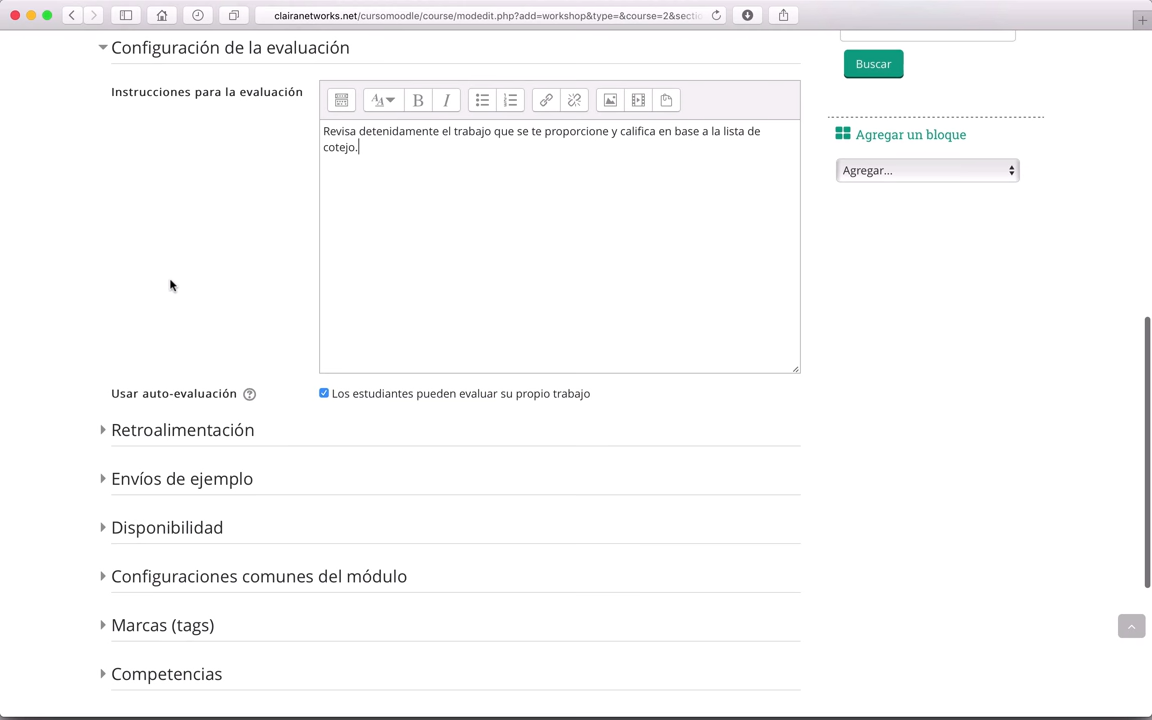 clairanetworks.net/cursomoodle/course/modedit.php?add=workshop&type=&course=2&secti
Configuración de la evaluación
Buscar
Instrucciones para la evaluación
Revisa detenidamente el trabajo que se te proporcione y califica en base a la lista de
cotejo.
Agregar un bloque
Agregar...
Usar auto-evaluación
Los estudiantes pueden evaluar su propio trabajo
Retroalimentación
Envíos de ejemplo
Disponibilidad
Configuraciones comunes del módulo
Marcas (tags)
Competencias